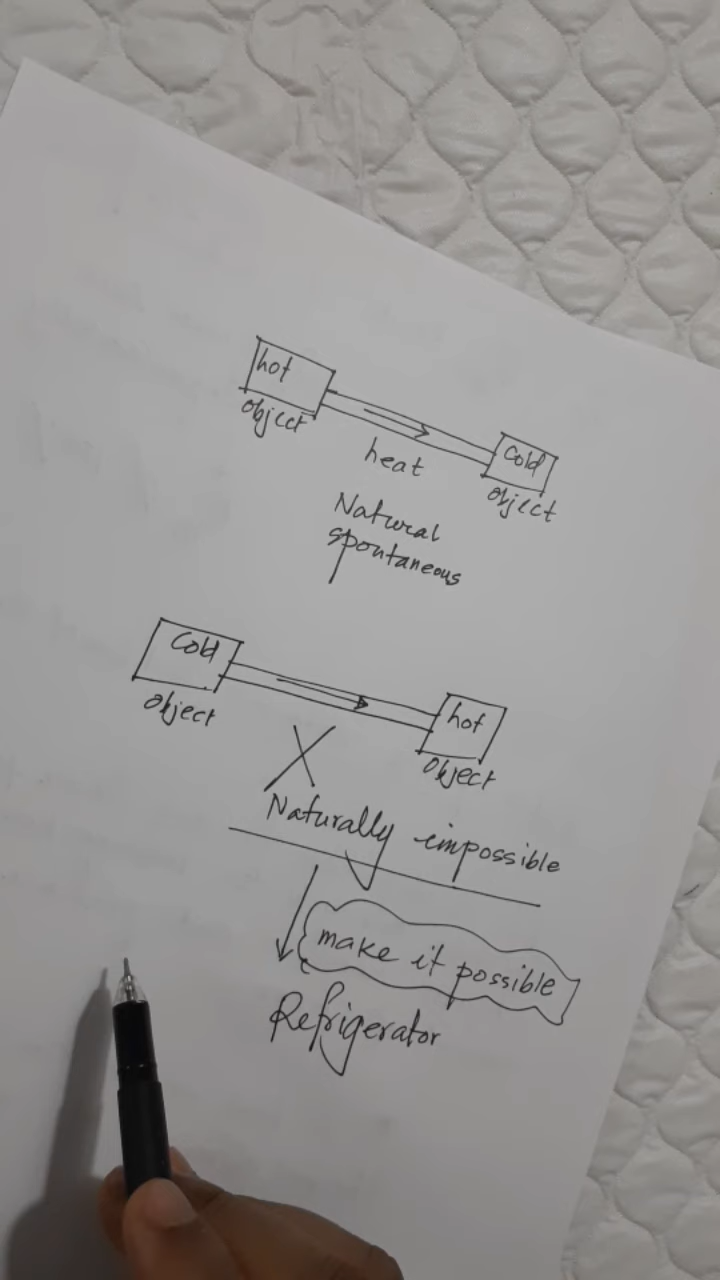 hot
object
heat
Cold
object
Natural
spontaneous
Cold
object
hot
object
X
Naturally impossible
make it possible
Refrigerator